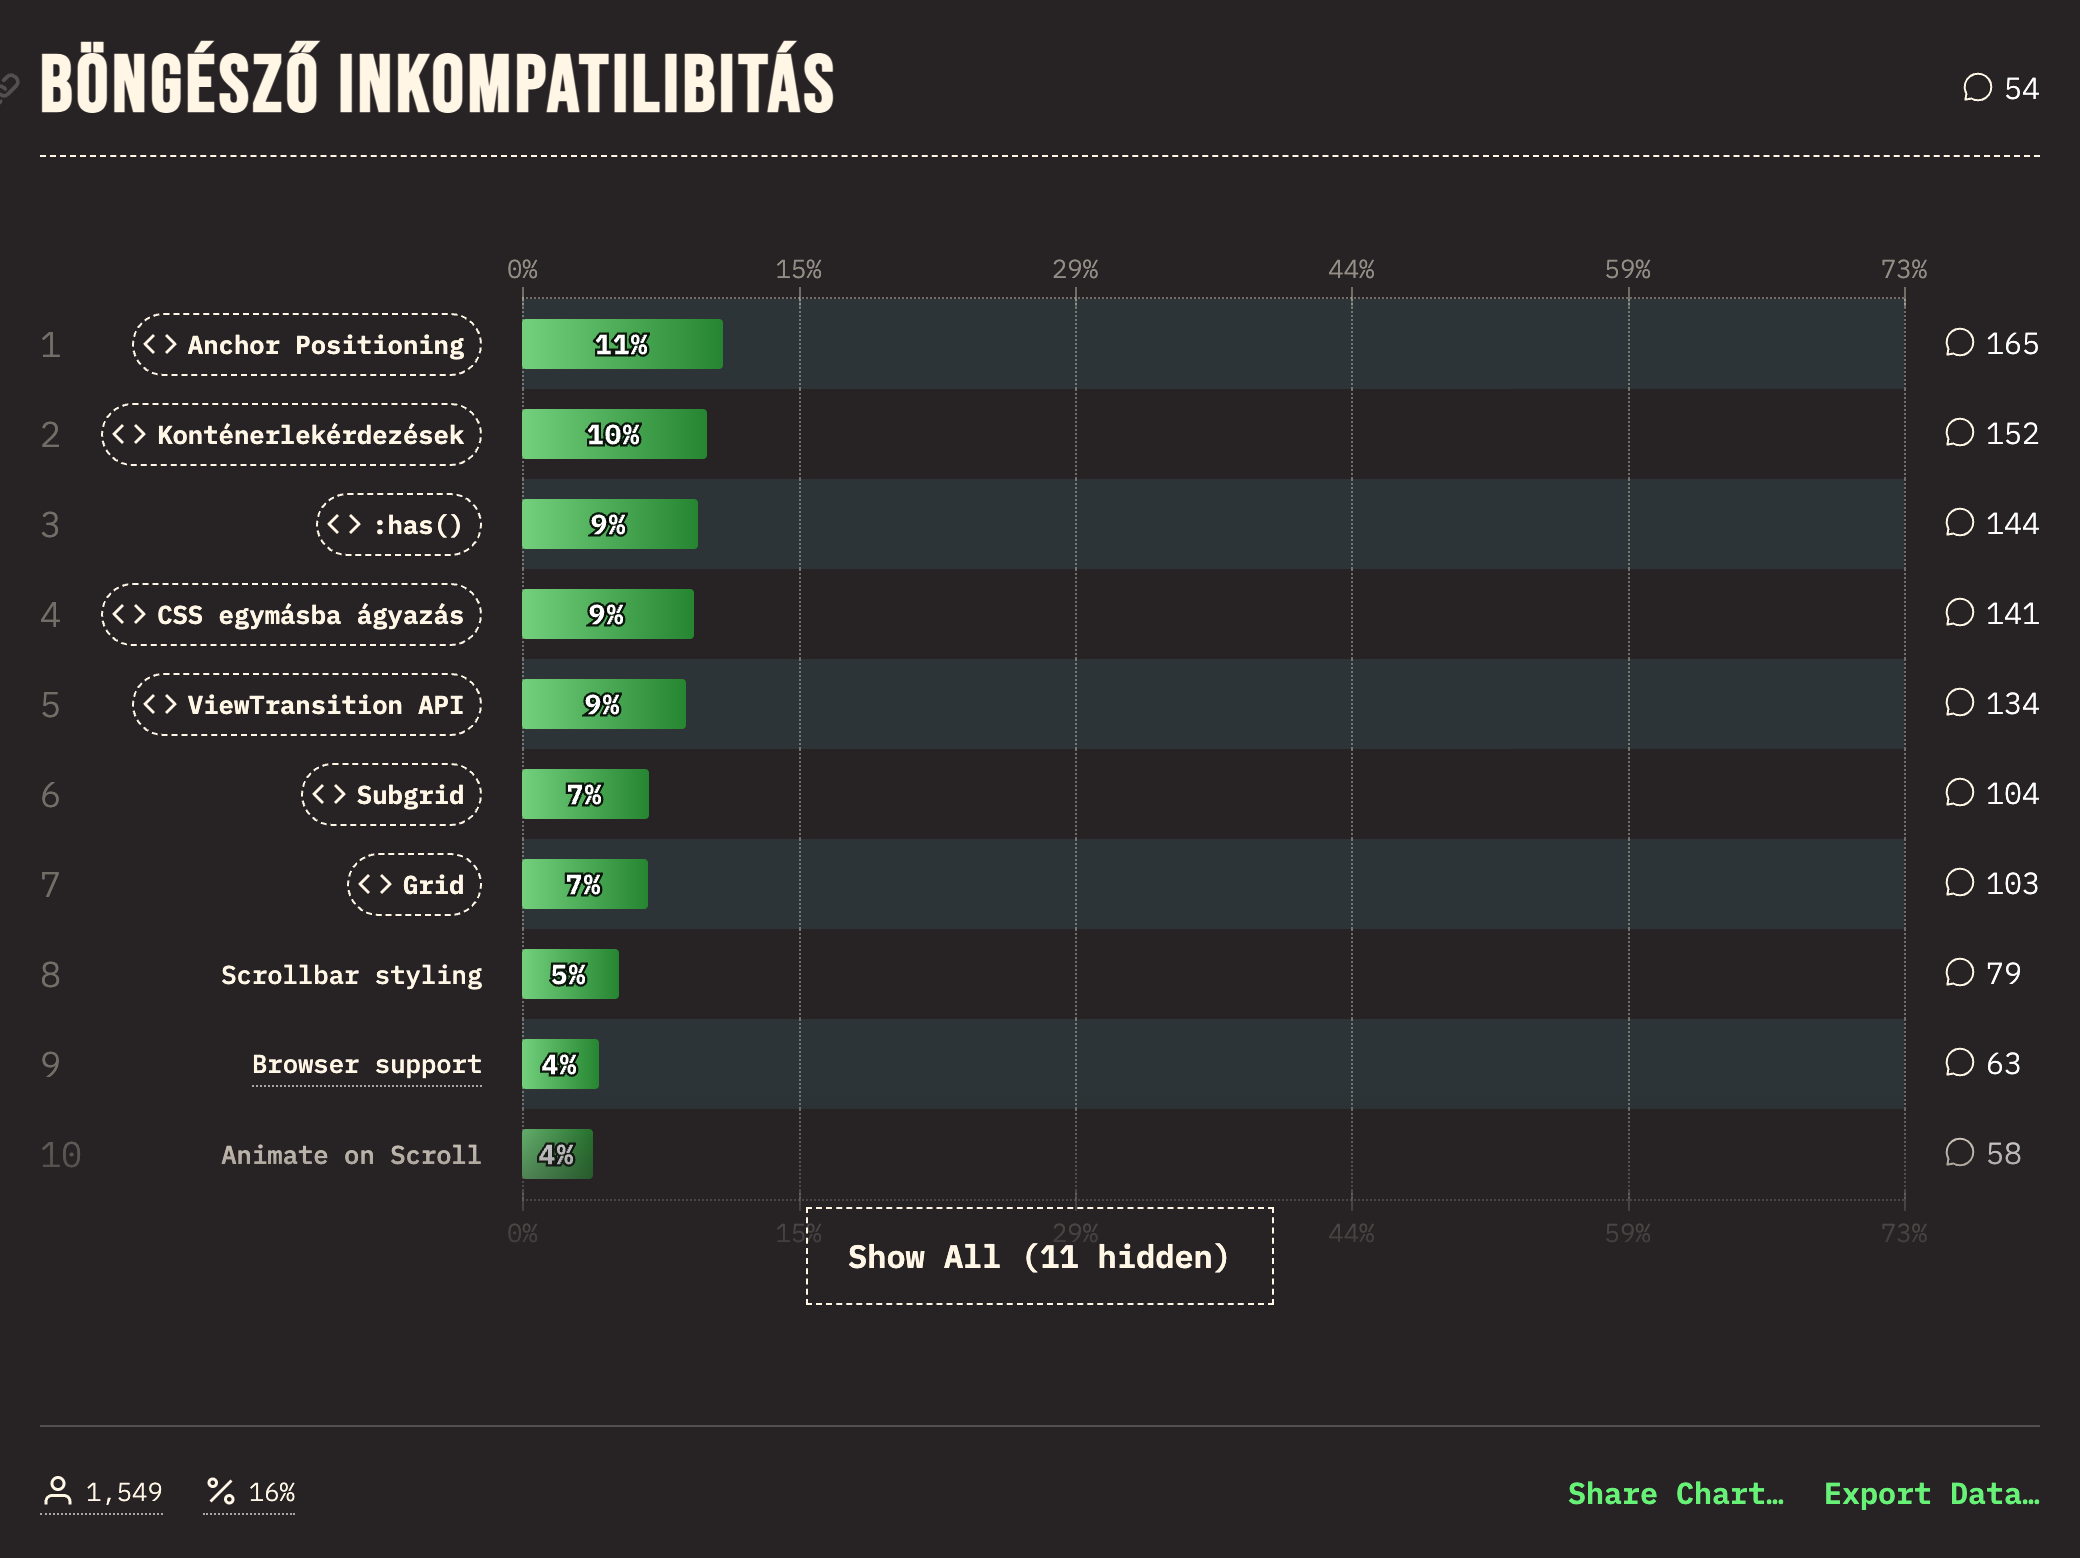 BÖNGÉSZŐ INKOMPATILIBITÁS
54
0% 15% 29% 44% 59% 73%
1 <> Anchor Positioning 11% 165
2 <> Konténerlekérdezések 10% 152
3 <> :has() 9% 144
4 <> CSS egymásba ágyazás 9% 141
5 <> ViewTransition API 9% 134
6 <> Subgrid 7% 104
7 <> Grid 7% 103
8 Scrollbar styling 5% 79
9 Browser support 4% 63
10 Animate on Scroll 4% 58
0% 15% 29% 44% 59% 73%
Show All (11 hidden)
1,549 % 16% Share Chart… Export Data…